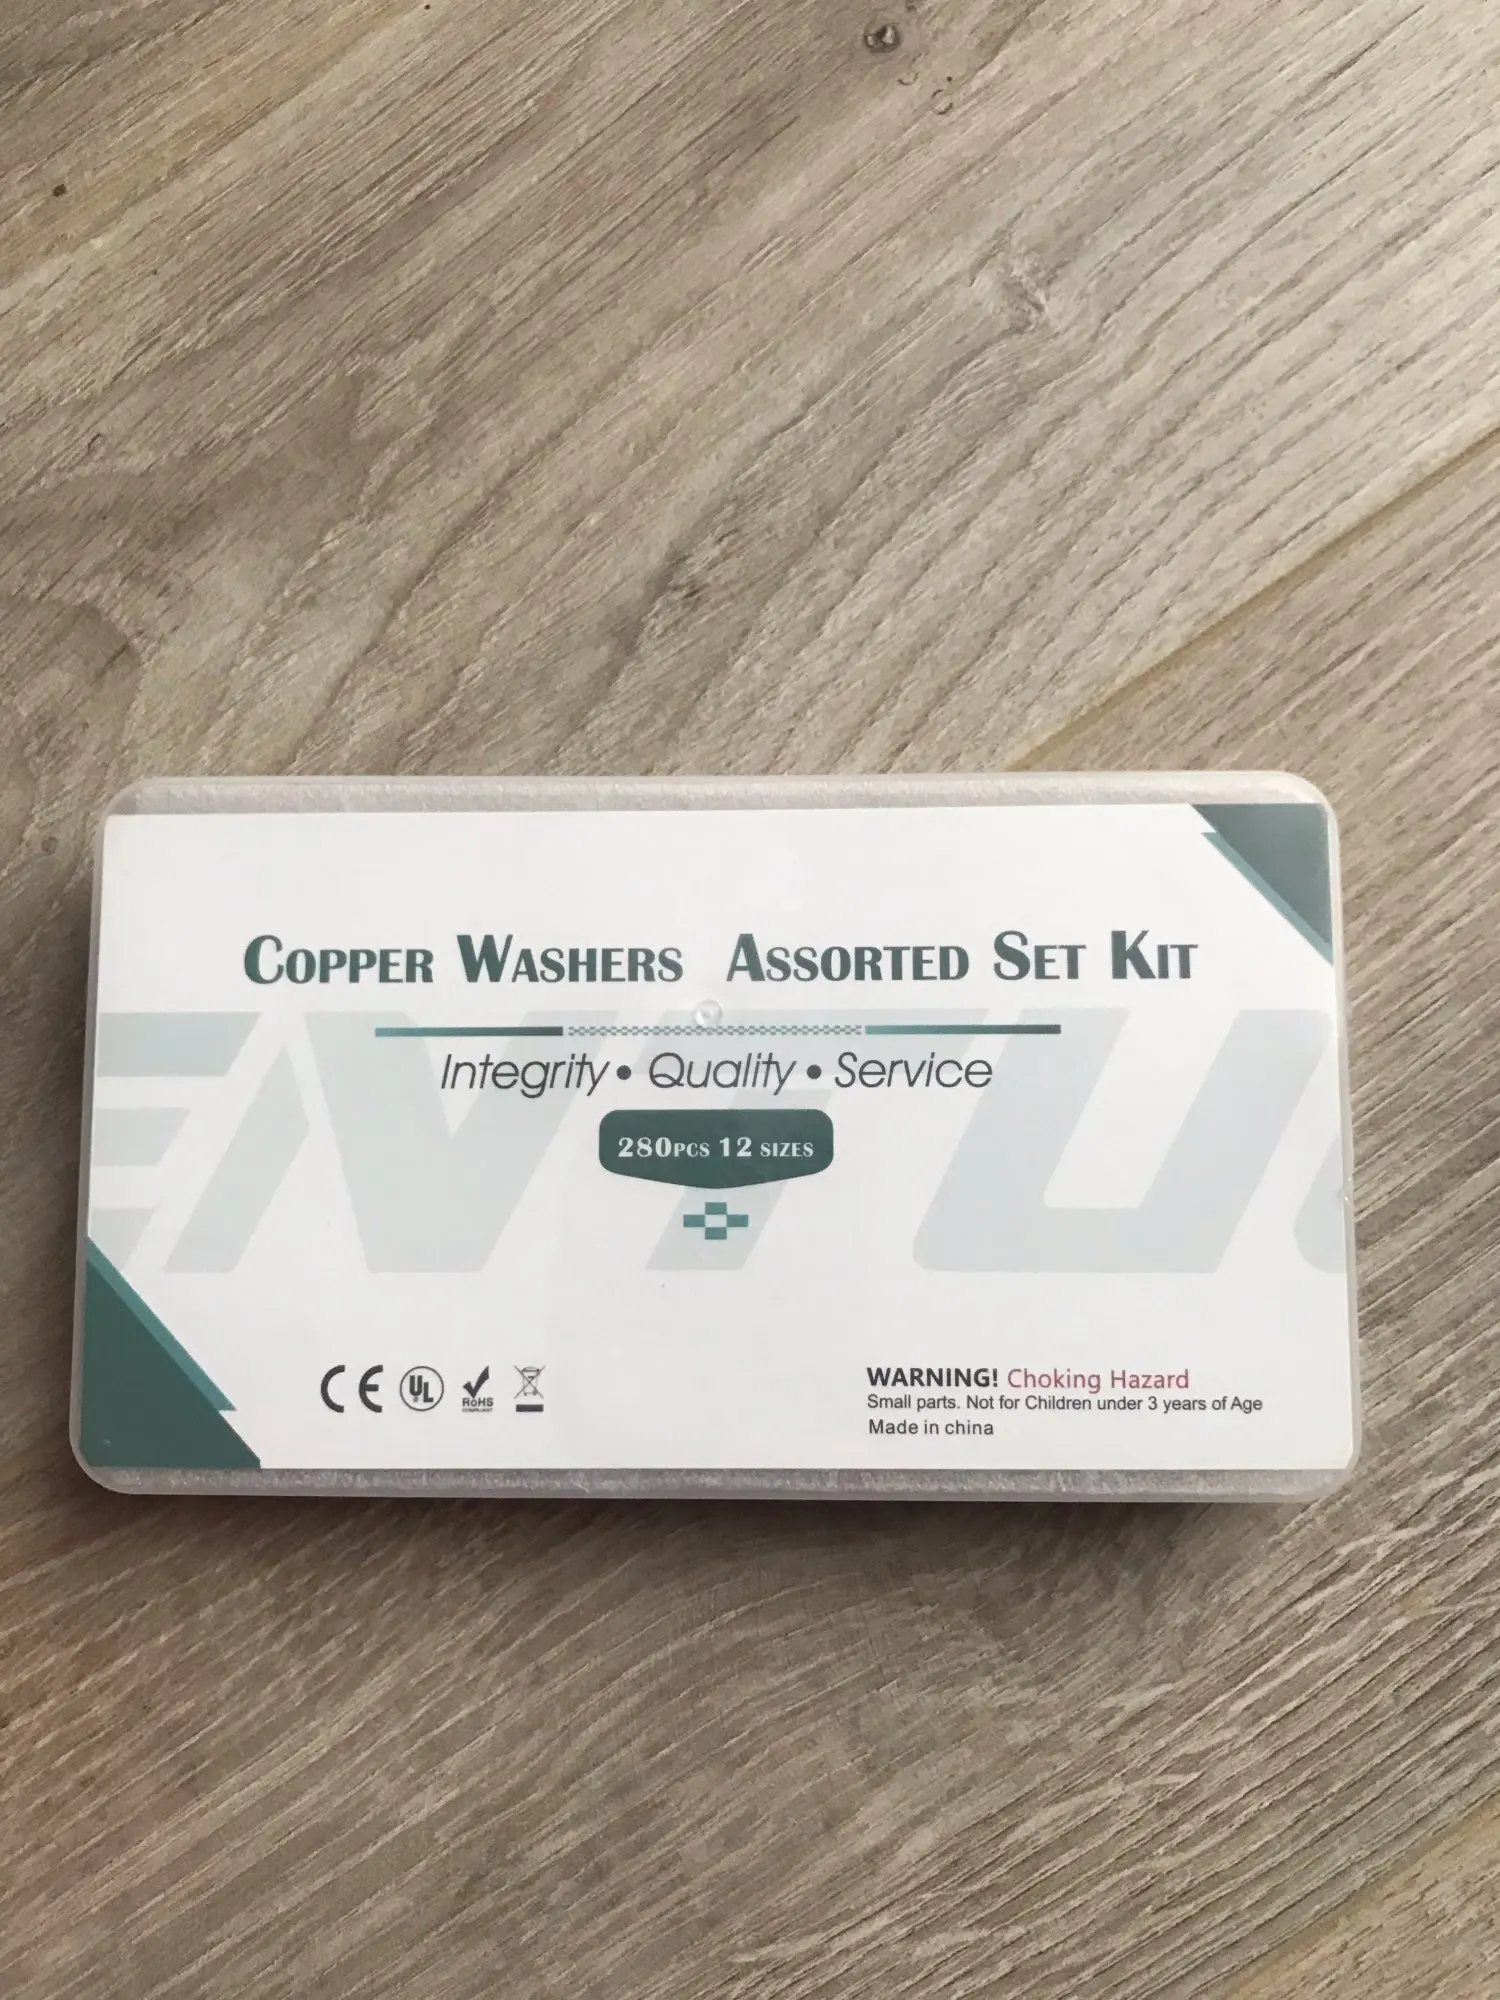 COPPER WASHERS ASSORTED SET KIT
Integrity • Quality • Service
280PCS 12 SIZES
CE UL RoHS
WARNING! Choking Hazard
Small parts. Not for Children under 3 years of Age
Made in china